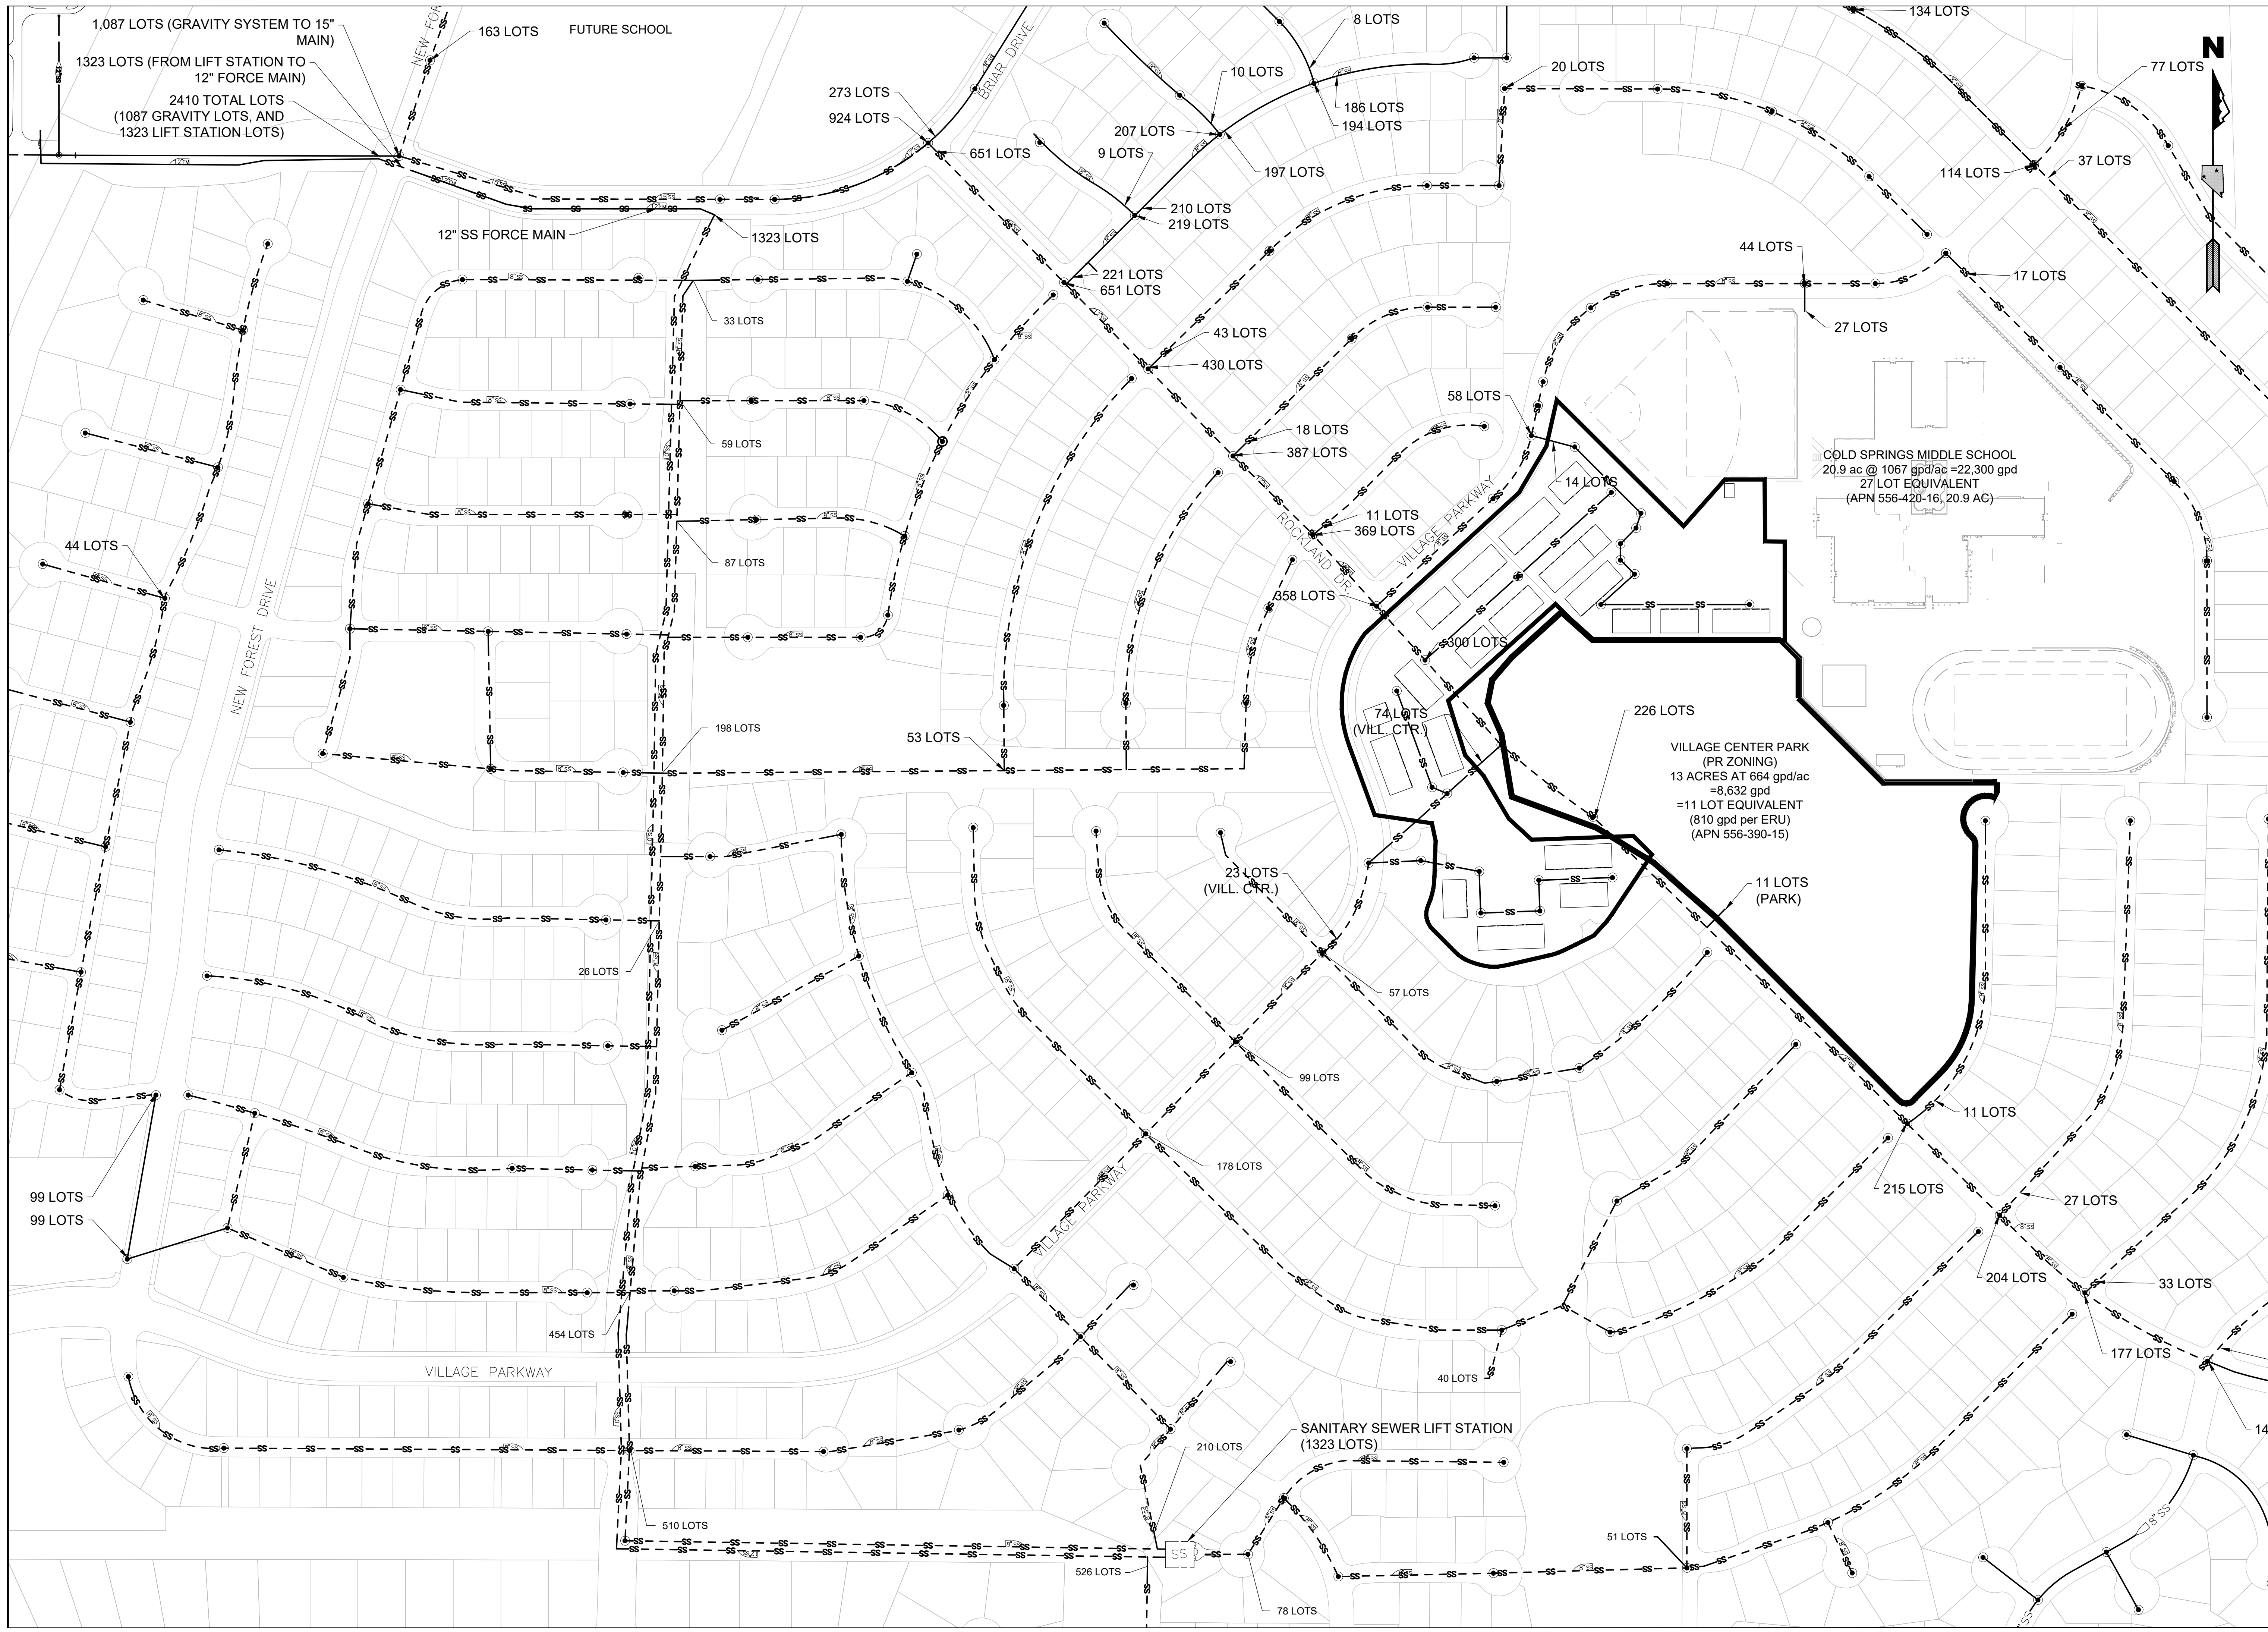 1,087 LOTS (GRAVITY SYSTEM TO 15"
MAIN)
1323 LOTS (FROM LIFT STATION TO
12" FORCE MAIN)
2410 TOTAL LOTS
(1087 GRAVITY LOTS, AND
1323 LIFT STATION LOTS)
NEW FOR
163 LOTS
FUTURE SCHOOL
BRIAR DRIVE
273 LOTS
924 LOTS
651 LOTS
8 LOTS
10 LOTS
186 LOTS
194 LOTS
207 LOTS
9 LOTS
197 LOTS
210 LOTS
219 LOTS
20 LOTS
134 LOTS
N
77 LOTS
37 LOTS
114 LOTS
12" SS FORCE MAIN
1323 LOTS
221 LOTS
651 LOTS
44 LOTS
17 LOTS
27 LOTS
33 LOTS
43 LOTS
430 LOTS
58 LOTS
59 LOTS
18 LOTS
387 LOTS
14 LOTS
COLD SPRINGS MIDDLE SCHOOL
20.9 ac @ 1067 gpd/ac =22,300 gpd
27 LOT EQUIVALENT
(APN 556-420-16, 20.9 AC)
11 LOTS
369 LOTS
ROCKLAND DR.
VILLAGE PARKWAY
44 LOTS
87 LOTS
358 LOTS
300 LOTS
NEW FOREST DRIVE
198 LOTS
53 LOTS
74 LOTS
(VILL. CTR.)
226 LOTS
VILLAGE CENTER PARK
(PR ZONING)
13 ACRES AT 664 gpd/ac
=8,632 gpd
=11 LOT EQUIVALENT
(810 gpd per ERU)
(APN 556-390-15)
23 LOTS
(VILL. CTR.)
11 LOTS
(PARK)
26 LOTS
57 LOTS
99 LOTS
11 LOTS
178 LOTS
VILLAGE PARKWAY
215 LOTS
27 LOTS
99 LOTS
99 LOTS
8" SS
204 LOTS
33 LOTS
454 LOTS
177 LOTS
VILLAGE PARKWAY
40 LOTS
14
SANITARY SEWER LIFT STATION
(1323 LOTS)
210 LOTS
510 LOTS
SS
51 LOTS
8" SS
526 LOTS
78 LOTS
SS